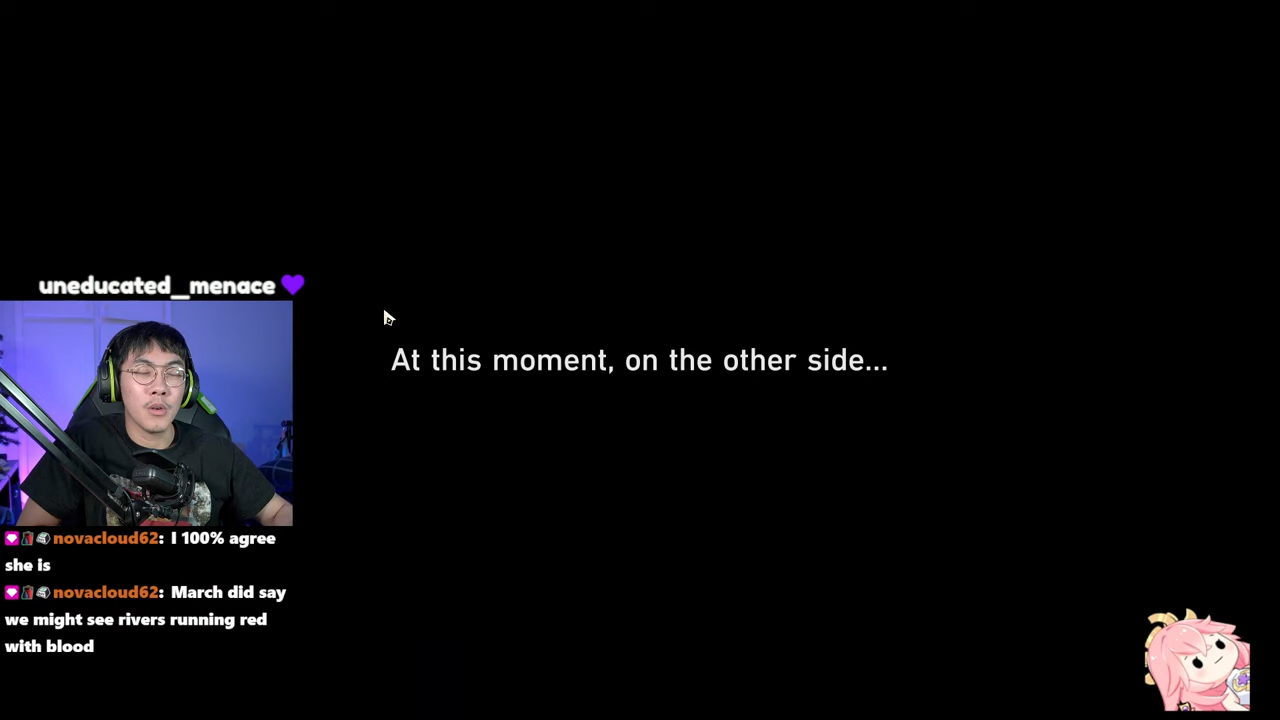 uneducated_menace
At this moment, on the other side...
novacloud62: I 100% agree
she is
novacloud62: March did say
we might see rivers running red
with blood